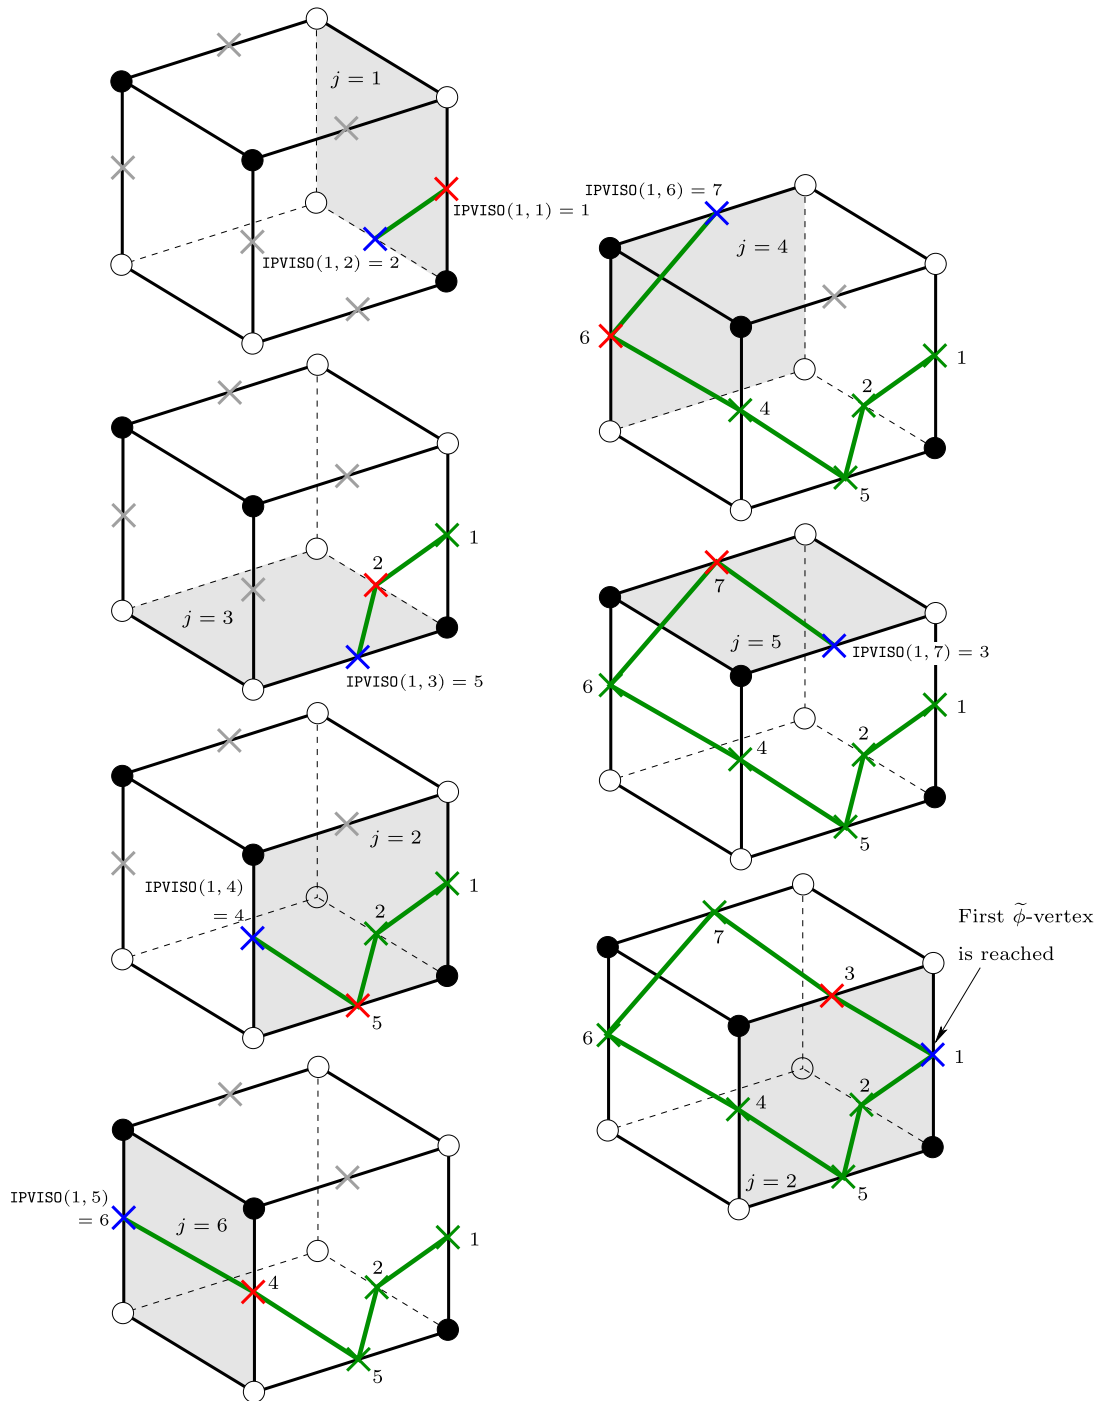 j = 1
IPVISO(1, 1) = 1
IPVISO(1, 2) = 2
j = 3
2
1
IPVISO(1, 3) = 5
j = 2
IPVISO(1, 4)
= 4
2
1
5
IPVISO(1, 5)
= 6
j = 6
4
2
1
5
IPVISO(1, 6) = 7
j = 4
6
4
2
1
5
7
j = 5
IPVISO(1, 7) = 3
6
4
2
1
5
First ϕ̃-vertex
is reached
7
3
6
4
2
1
j = 2
5